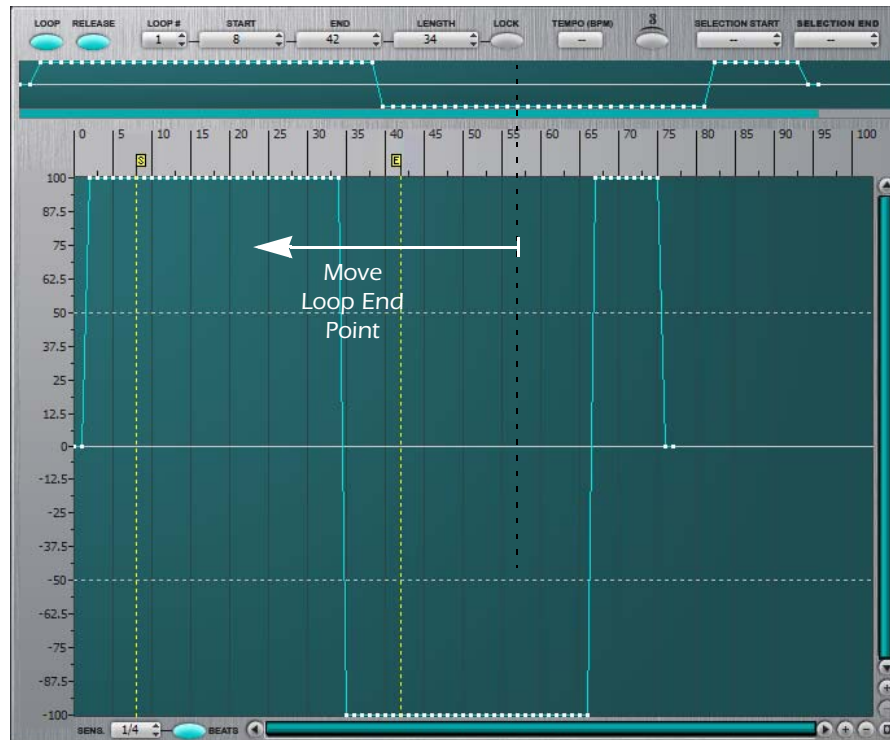 LOOP RELEASE LOOP # START END LENGTH LOCK TEMPO (BPM) 3 SELECTION START SELECTION END
1 8 42 34 -- -- --
0 5 10 15 20 25 30 35 40 45 50 55 60 65 70 75 80 85 90 95 100
S E
100
87.5
75
62.5
50
37.5
25
12.5
0
-12.5
-25
-37.5
-50
-62.5
-75
-87.5
-100
Move
Loop End
Point
SENS. 1/4 BEATS